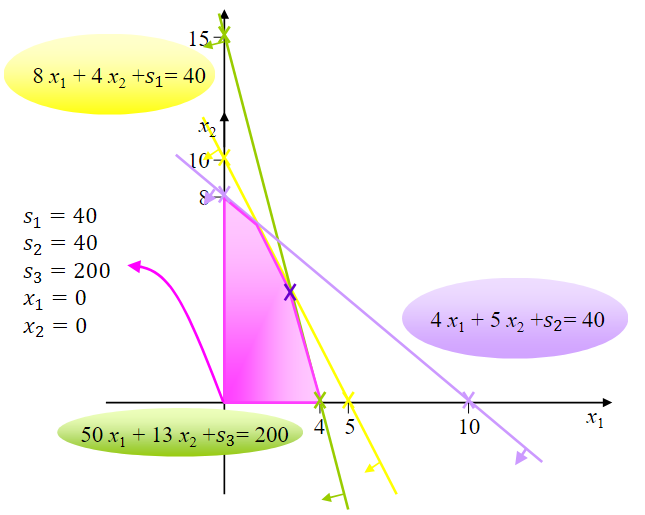 15
8 x₁ + 4 x₂ +s₁= 40
x₂
10
8
s₁ = 40
s₂ = 40
s₃ = 200
x₁ = 0
x₂ = 0
4 x₁ + 5 x₂ +s₂= 40
4 5 10
x₁
50 x₁ + 13 x₂ +s₃= 200